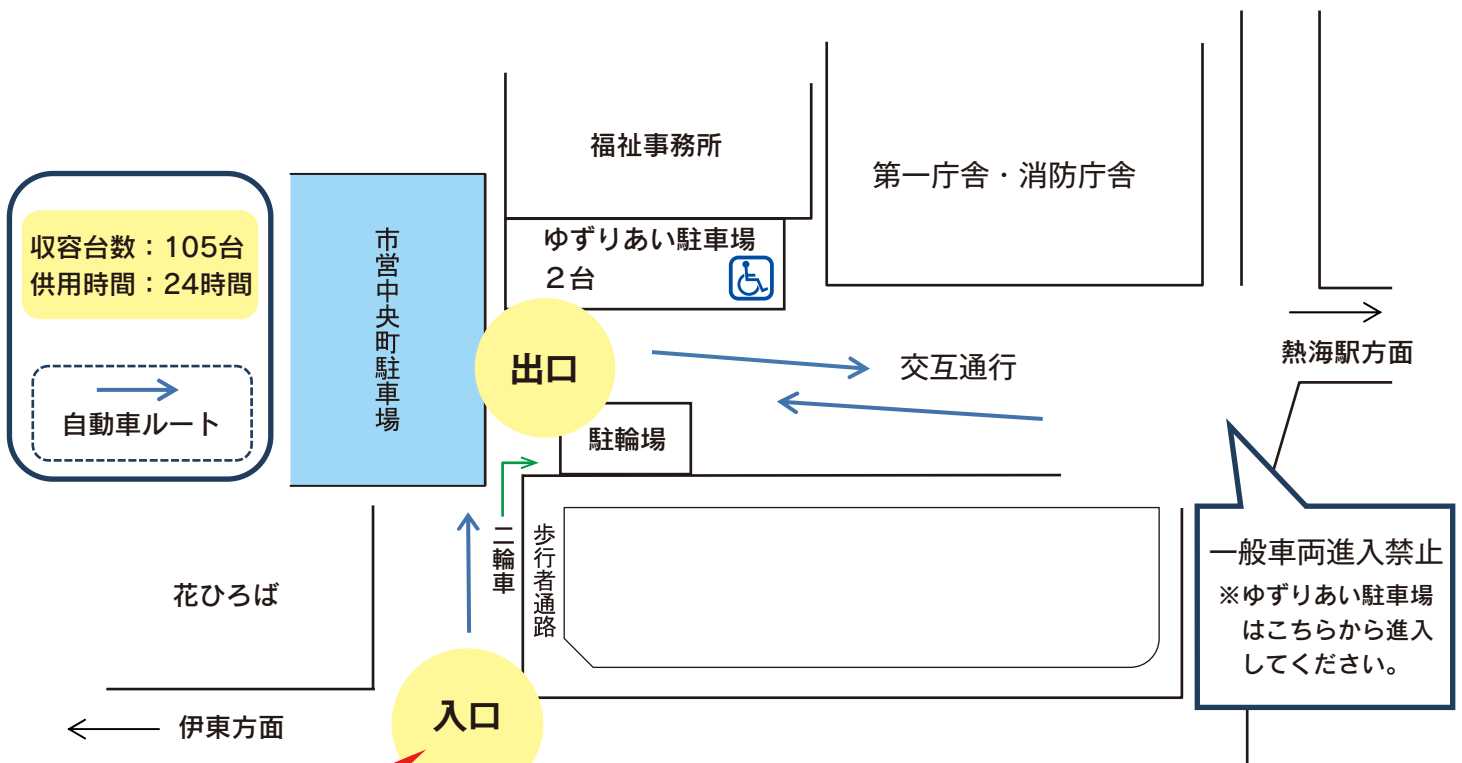 福祉事務所
第一庁舎・消防庁舎
収容台数：105台
供用時間：24時間
自動車ルート
市営中央町駐車場
ゆずりあい駐車場
２台
出口
交互通行
熱海駅方面
駐輪場
二輪車
歩行者通路
一般車両進入禁止
※ゆずりあい駐車場
はこちらから進入
してください。
花ひろば
入口
伊東方面